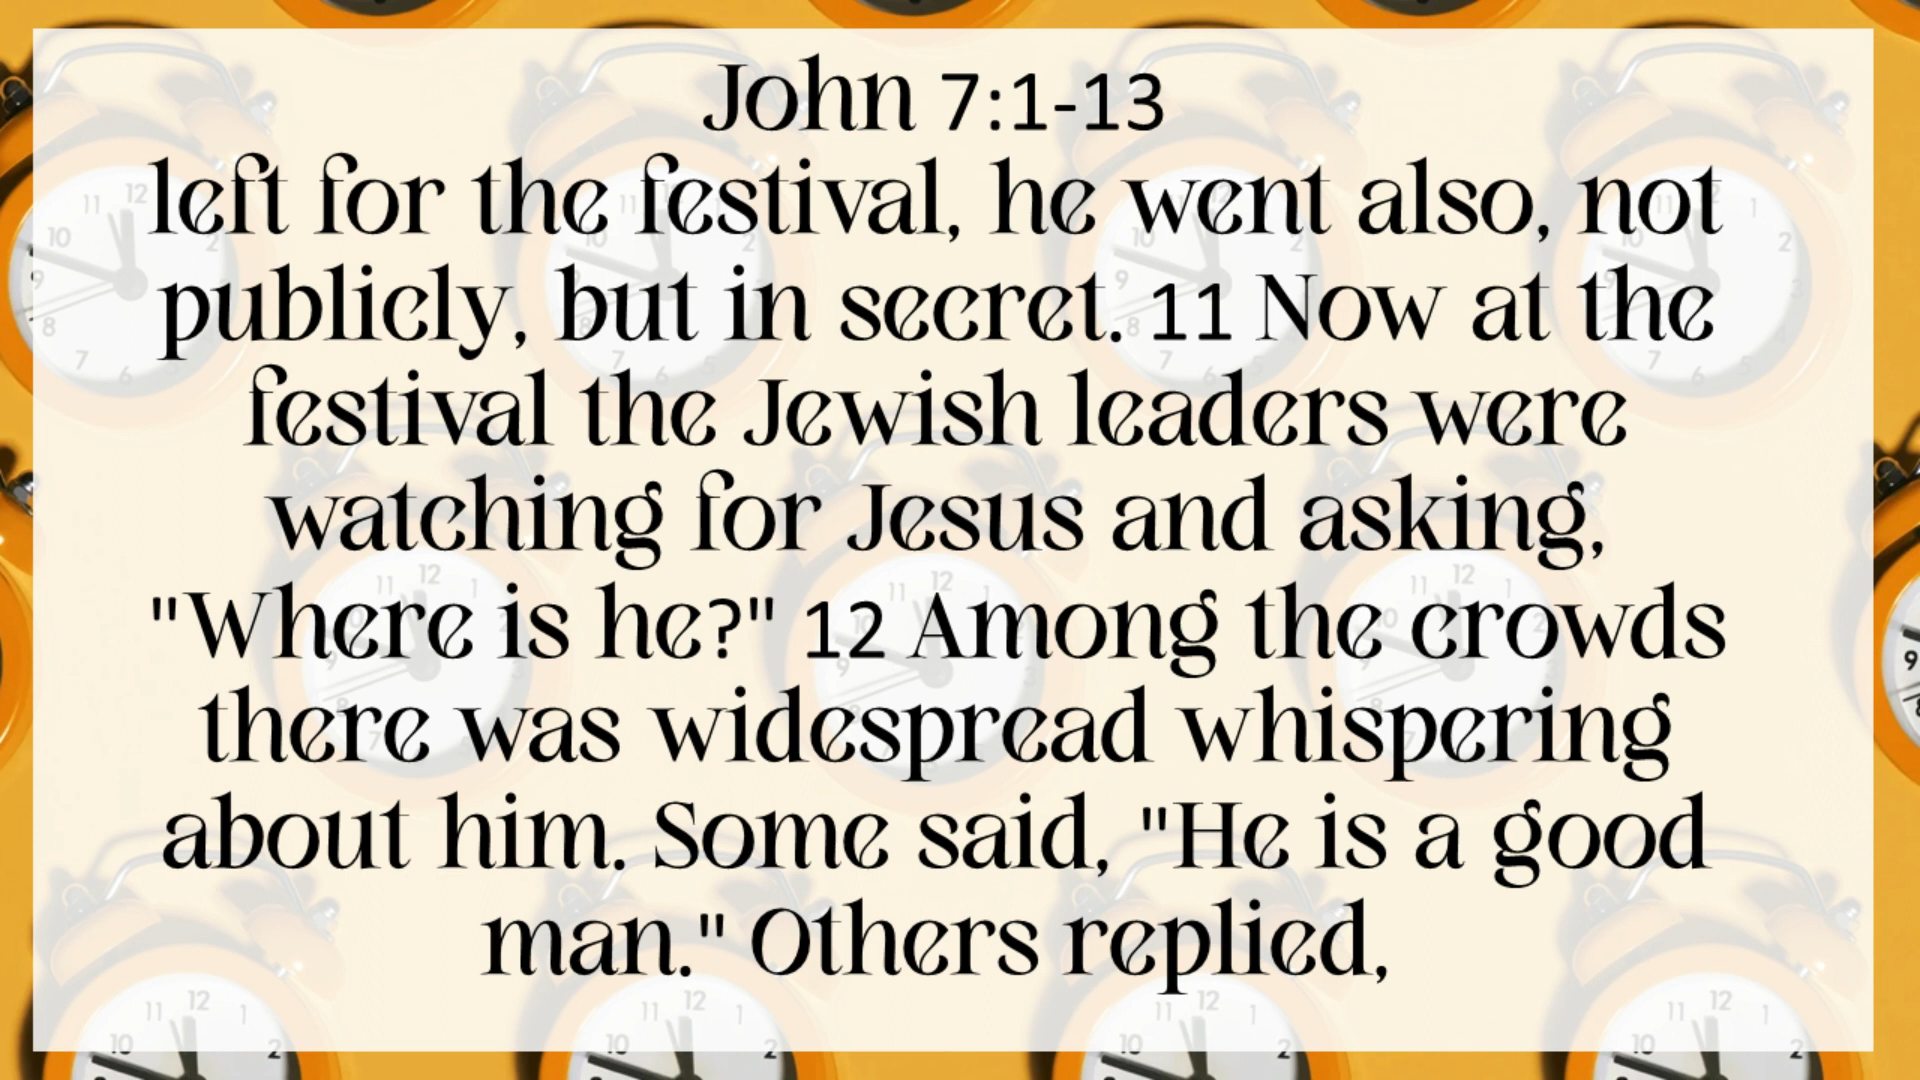 John 7:1-13
left for the festival, he went also, not
publicly, but in secret. 11 Now at the
festival the Jewish leaders were
watching for Jesus and asking,
"Where is he?" 12 Among the crowds
there was widespread whispering
about him. Some said, "He is a good
man." Others replied,